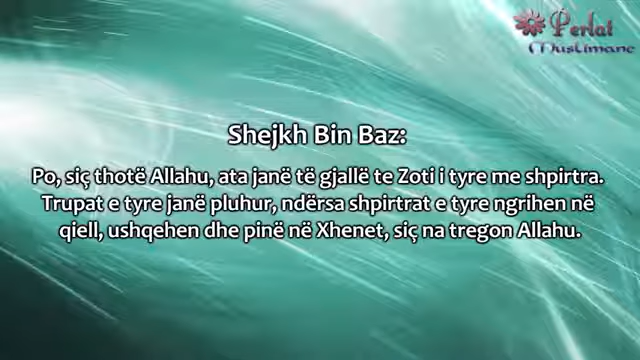 Perlat
Muslimane
Shejkh Bin Baz:
Po, siç thotë Allahu, ata janë të gjallë te Zoti i tyre me shpirtra.
Trupat e tyre janë pluhur, ndërsa shpirtrat e tyre ngrihen në
qiell, ushqehen dhe pinë në Xhenet, siç na tregon Allahu.